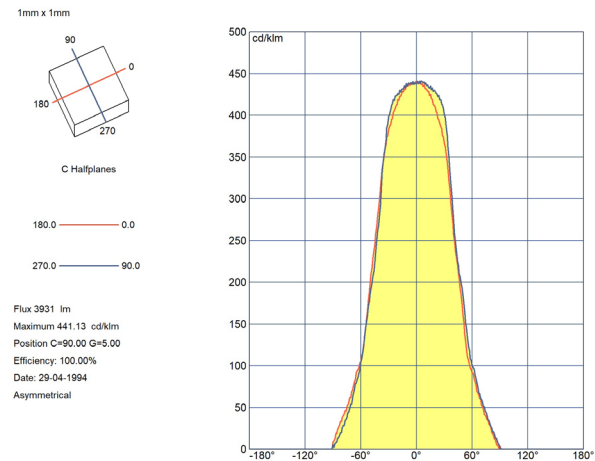 1mm x 1mm
90
0
180
270
C Halfplanes
180.0 0.0
270.0 90.0
Flux 3931 lm
Maximum 441.13 cd/klm
Position C=90.00 G=5.00
Efficiency: 100.00%
Date: 29-04-1994
Asymmetrical
500
cd/klm
450
400
350
300
250
200
150
100
50
0
-180° -120° -60° 0° 60° 120° 180°